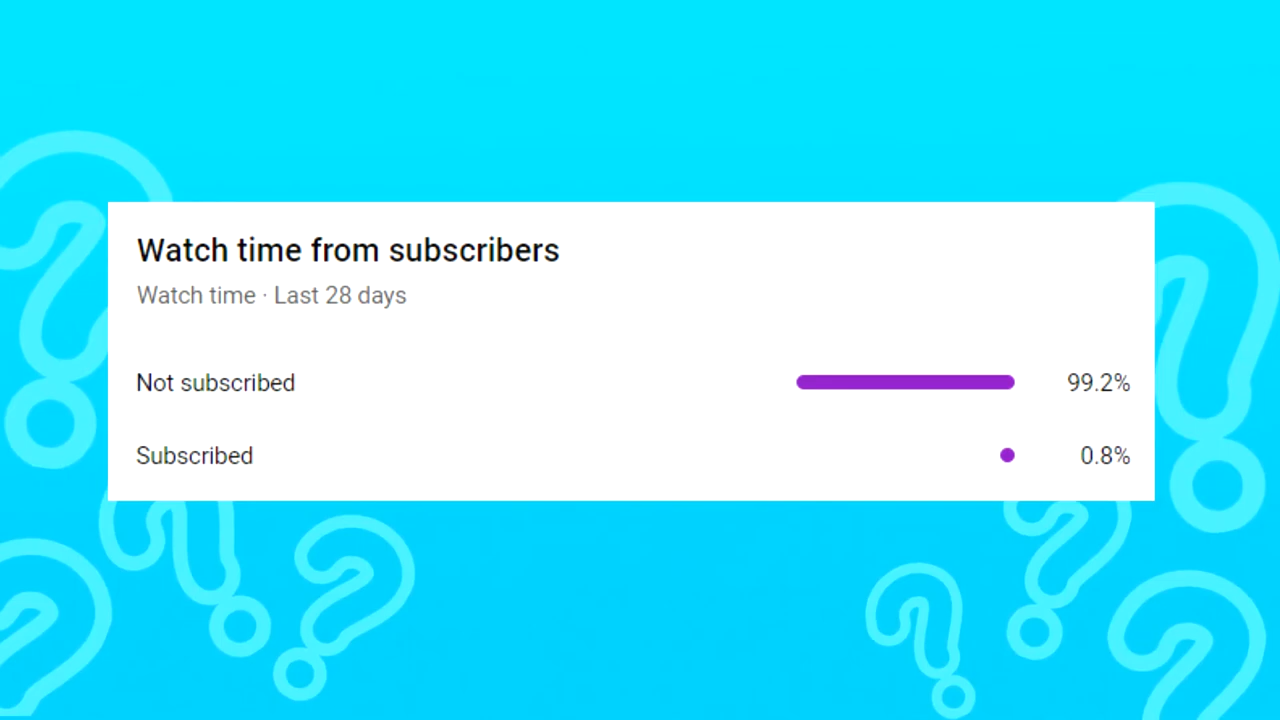 Watch time from subscribers
Watch time · Last 28 days
Not subscribed 99.2%
Subscribed 0.8%